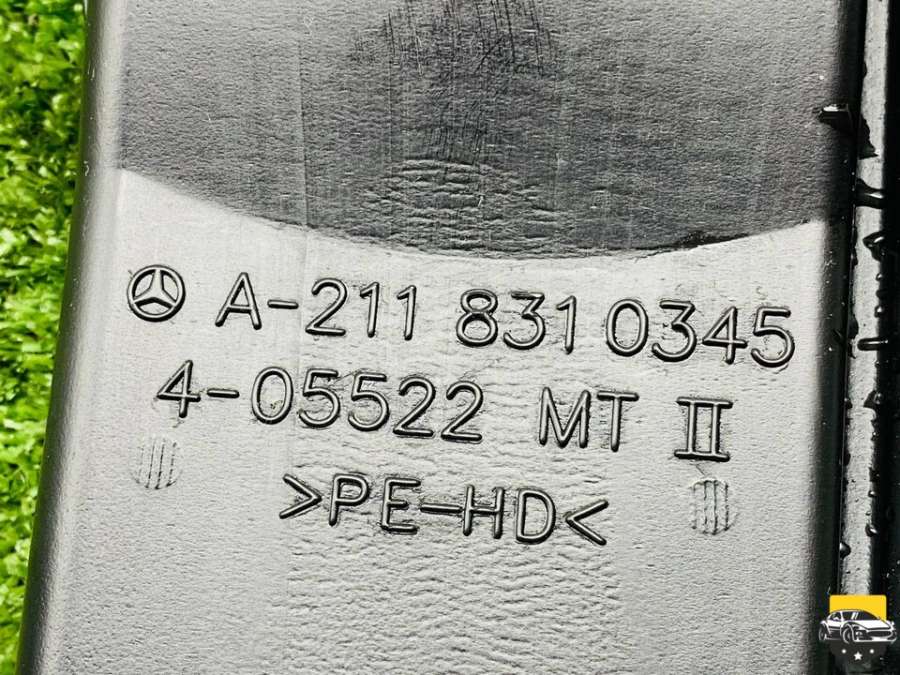 A-211 831 0345
4-05522 MT II
>PE-HD<